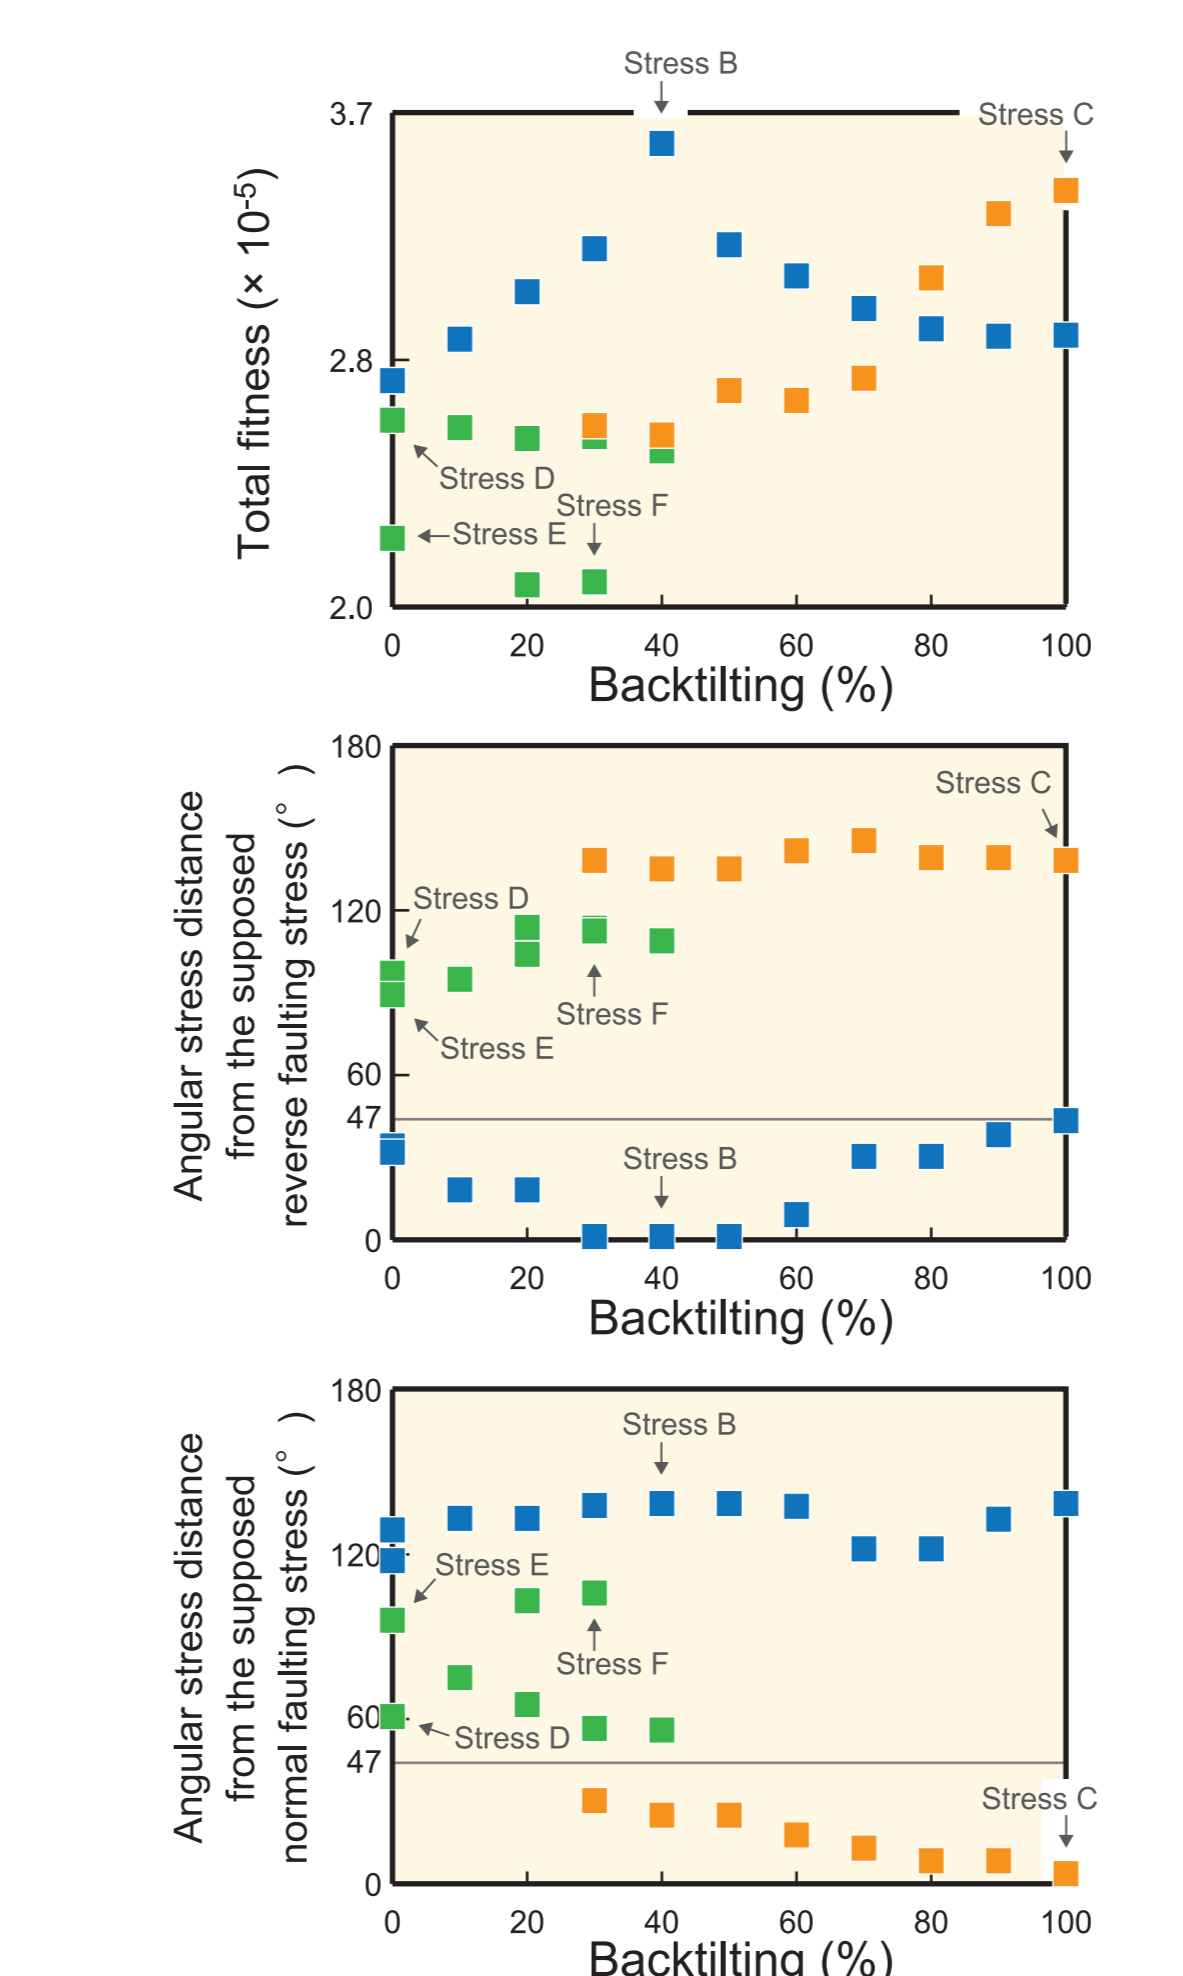 Stress B
3.7
Stress C
Total fitness (× 10-5)
2.8
Stress D
Stress F
Stress E
2.0
0 20 40 60 80 100
Backtilting (%)
180
Stress C
Angular stress distance
from the supposed
reverse faulting stress (° )
Stress D
120
Stress F
Stress E
60
47
Stress B
0
0 20 40 60 80 100
Backtilting (%)
180
Stress B
Angular stress distance
from the supposed
normal faulting stress (° )
120
Stress E
Stress F
60
Stress D
47
Stress C
0
0 20 40 60 80 100
Backtilting (%)